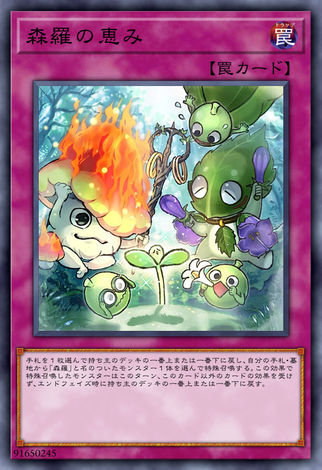 森羅の恵み
トラップ
罠
【罠カード】
手札を１枚選んで持ち主のデッキの一番上または一番下に戻し、自分の手札・墓
地から「森羅」と名のついたモンスター１体を選んで特殊召喚する。この効果で
特殊召喚したモンスターはこのターン、このカード以外のカードの効果を受け
ず、エンドフェイズ時に持ち主のデッキの一番上または一番下に戻す。
91650245